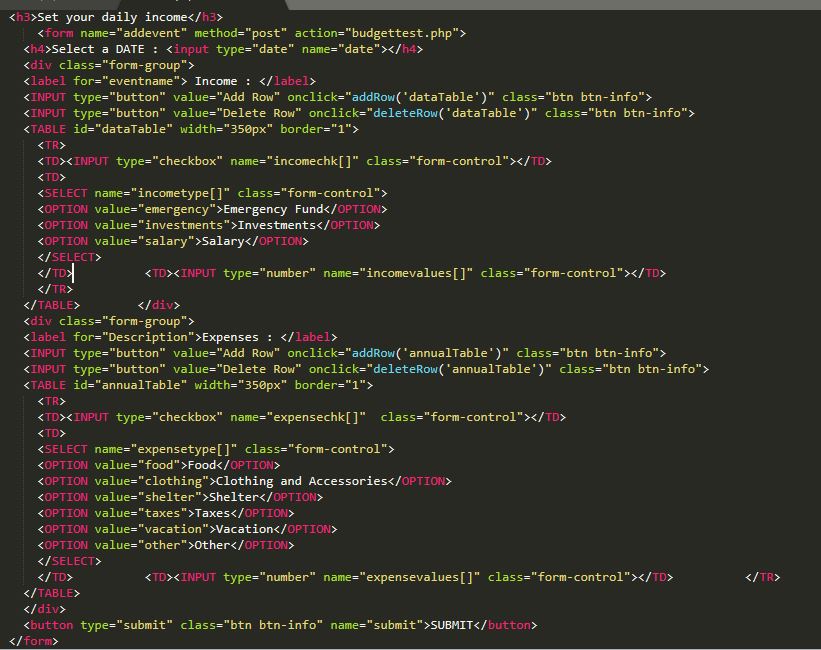 <h3>Set your daily income</h3>
<form name="addevent" method="post" action="budgettest.php">
<h4>Select a DATE : <input type="date" name="date"></h4>
<div class="form-group">
<label for="eventname"> Income : </label>
<INPUT type="button" value="Add Row" onclick="addRow('dataTable')" class="btn btn-info">
<INPUT type="button" value="Delete Row" onclick="deleteRow('dataTable')" class="btn btn-info">
<TABLE id="dataTable" width="350px" border="1">
<TR>
<TD><INPUT type="checkbox" name="incomechk[]" class="form-control"></TD>
<TD>
<SELECT name="incometype[]" class="form-control">
<OPTION value="emergency">Emergency Fund</OPTION>
<OPTION value="investments">Investments</OPTION>
<OPTION value="salary">Salary</OPTION>
</SELECT>
</TD>          <TD><INPUT type="number" name="incomevalues[]" class="form-control"></TD>
</TR>
</TABLE>        </div>
<div class="form-group">
<label for="Description">Expenses : </label>
<INPUT type="button" value="Add Row" onclick="addRow('annualTable')" class="btn btn-info">
<INPUT type="button" value="Delete Row" onclick="deleteRow('annualTable')" class="btn btn-info">
<TABLE id="annualTable" width="350px" border="1">
<TR>
<TD><INPUT type="checkbox" name="expensechk[]"  class="form-control"></TD>
<TD>
<SELECT name="expensetype[]" class="form-control">
<OPTION value="food">Food</OPTION>
<OPTION value="clothing">Clothing and Accessories</OPTION>
<OPTION value="shelter">Shelter</OPTION>
<OPTION value="taxes">Taxes</OPTION>
<OPTION value="vacation">Vacation</OPTION>
<OPTION value="other">Other</OPTION>
</SELECT>
</TD>          <TD><INPUT type="number" name="expensevalues[]" class="form-control"></TD>          </TR>
</TABLE>
</div>
<button type="submit" class="btn btn-info" name="submit">SUBMIT</button>
</form>